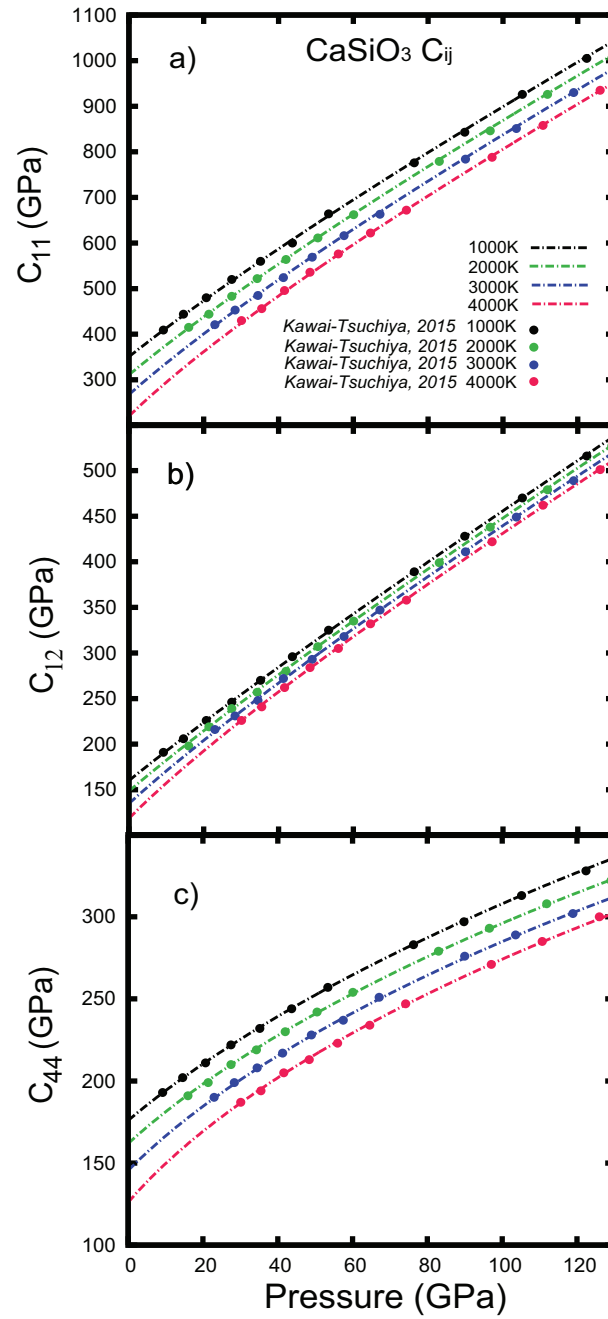 1100
a)
CaSiO₃ Cᵢⱼ
1000
900
800
700
600
500
400
300
C₁₁ (GPa)
1000K
2000K
3000K
4000K
Kawai-Tsuchiya, 2015 1000K
Kawai-Tsuchiya, 2015 2000K
Kawai-Tsuchiya, 2015 3000K
Kawai-Tsuchiya, 2015 4000K
b)
500
450
400
350
300
250
200
150
C₁₂ (GPa)
c)
300
250
200
150
100
C₄₄ (GPa)
0 20 40 60 80 100 120
Pressure (GPa)